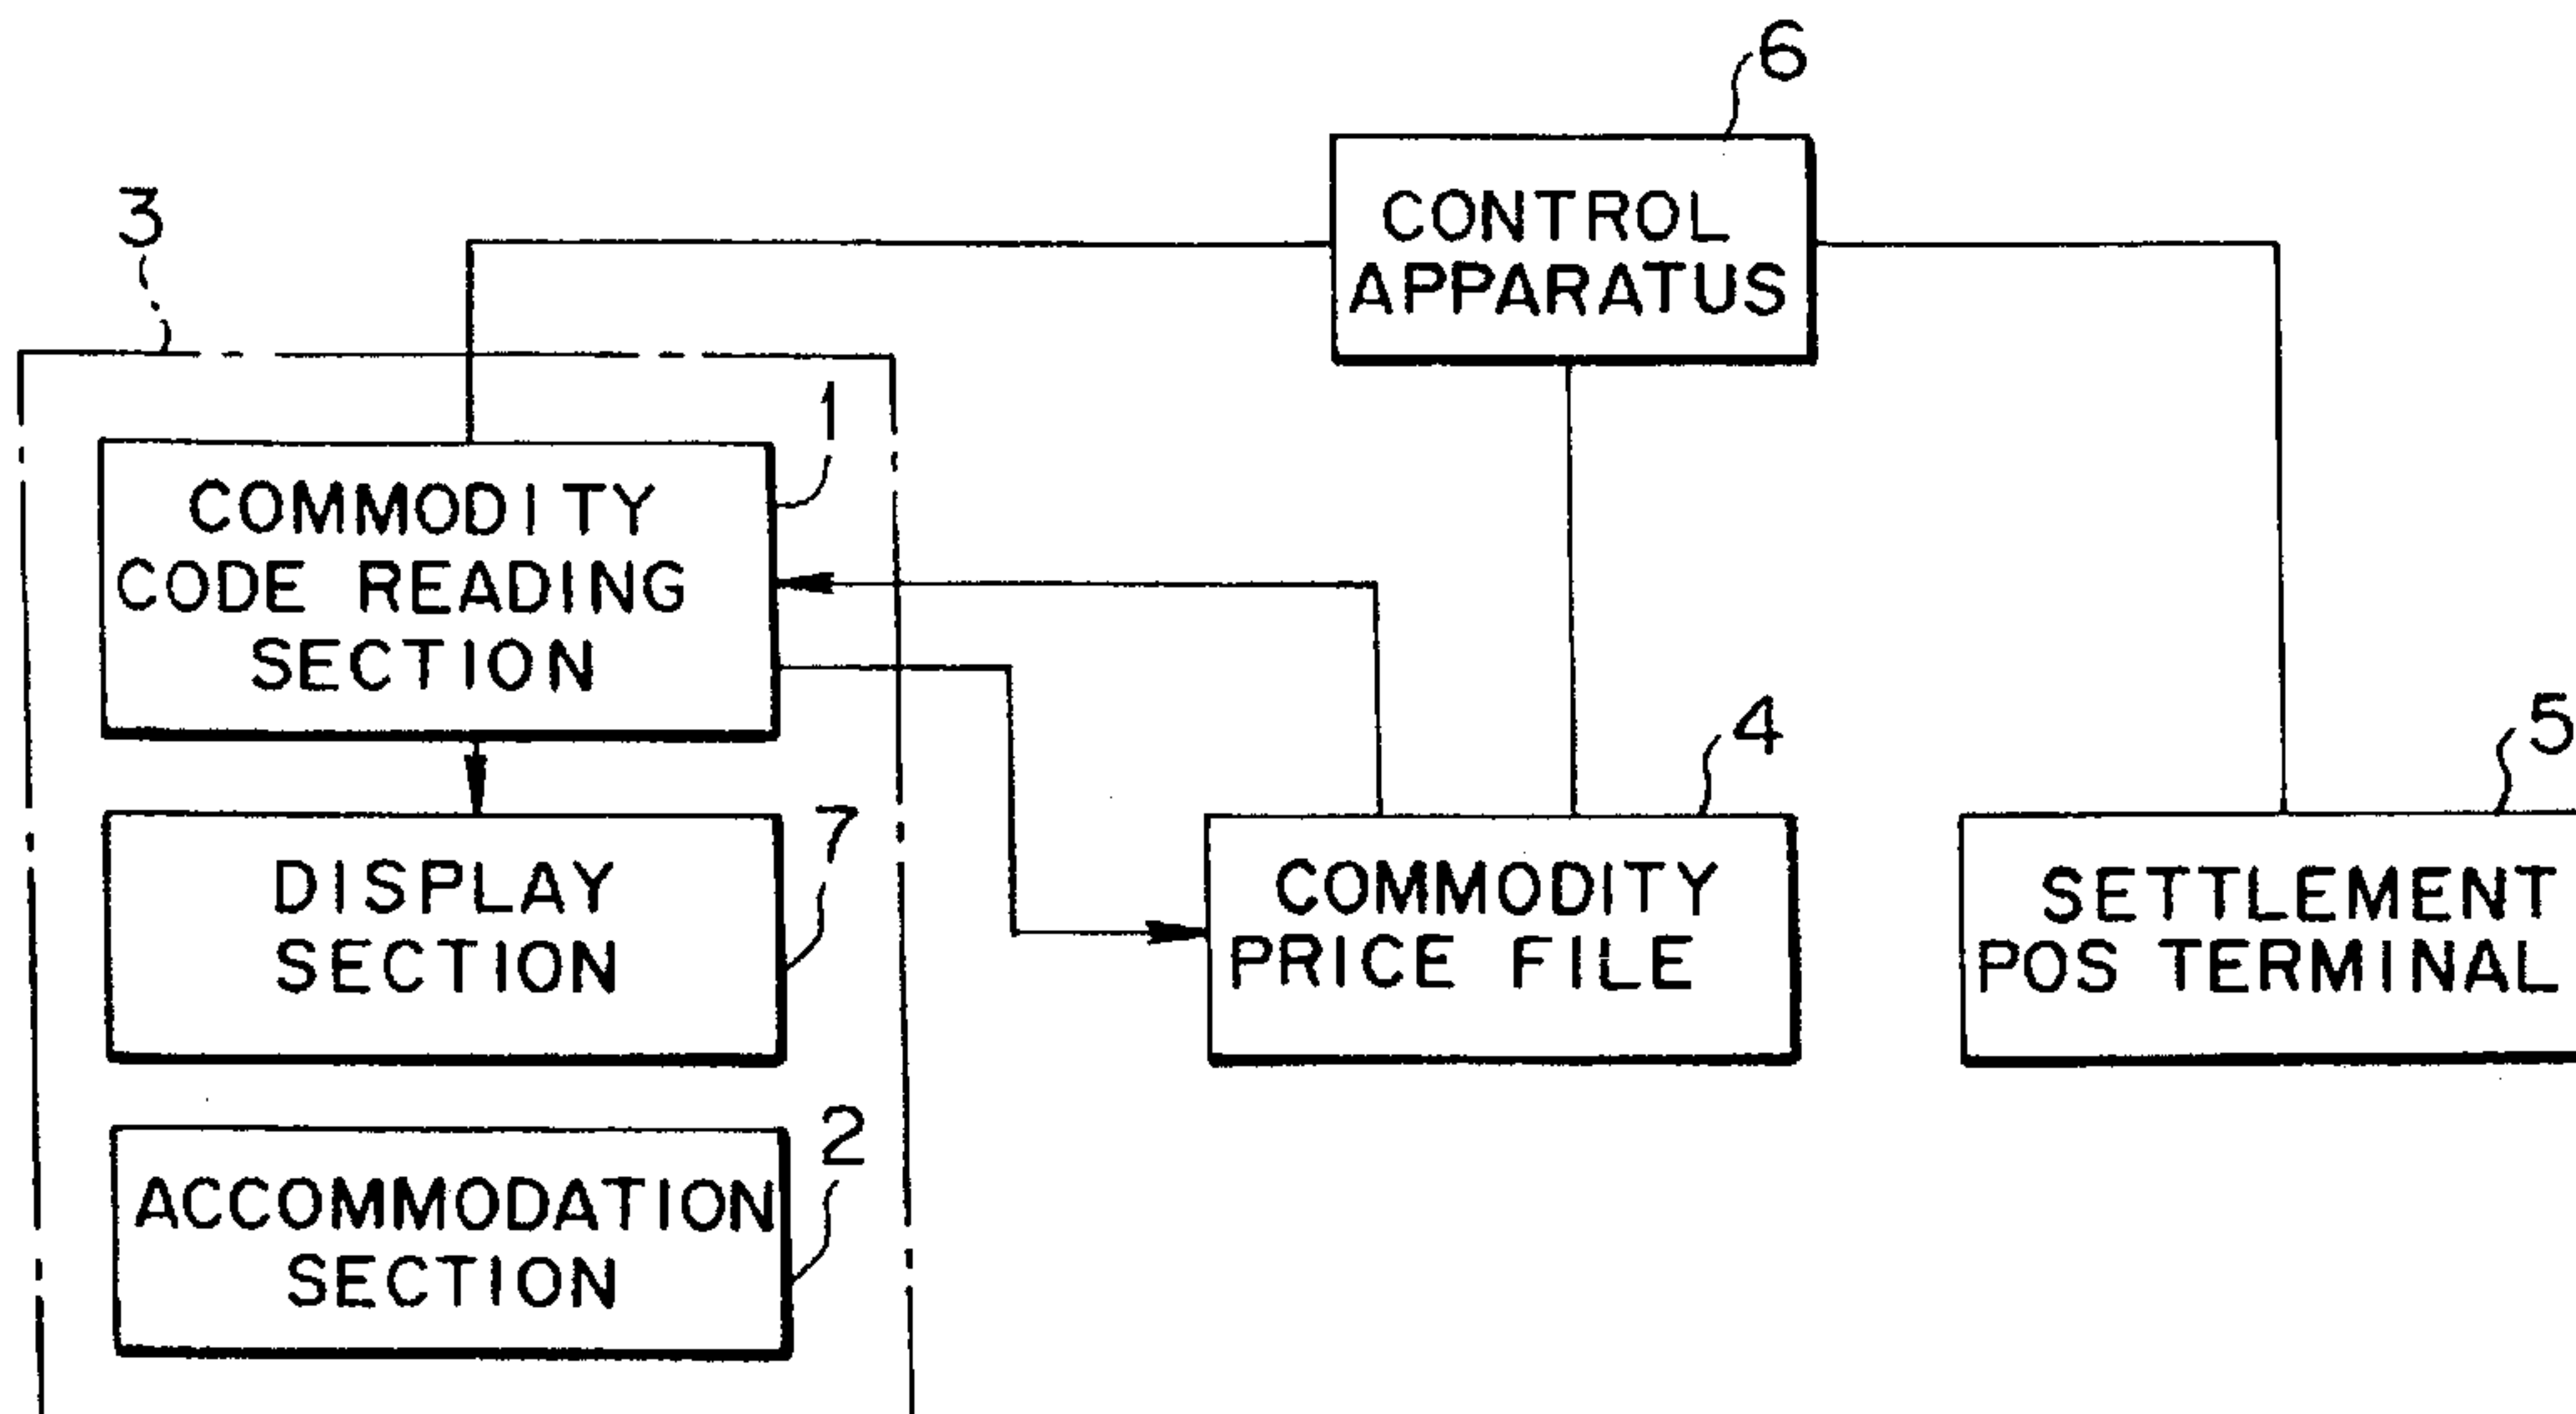 6
CONTROL
APPARATUS
3
1
COMMODITY
CODE READING
SECTION
4
5
7
DISPLAY
SECTION
COMMODITY
PRICE FILE
SETTLEMENT
POS TERMINAL
2
ACCOMMODATION
SECTION